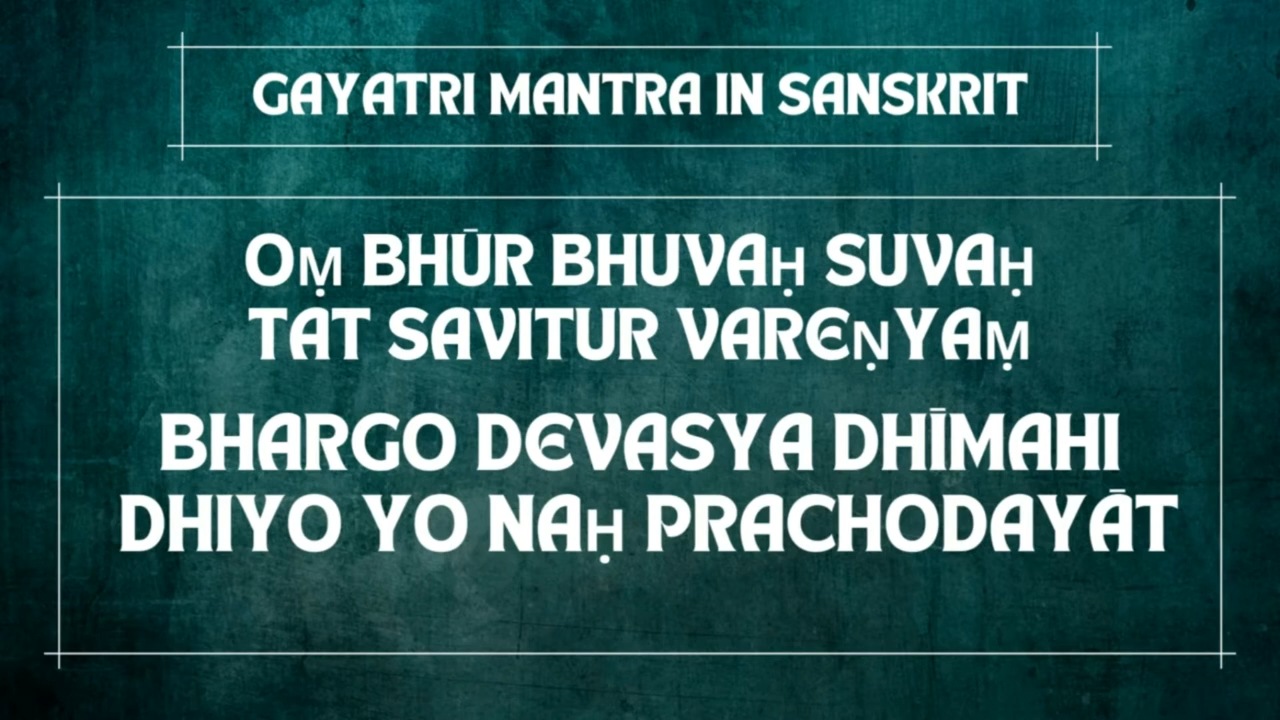 GAYATRI MANTRA IN SANSKRIT
OṂ BHŪR BHUVAḤ SUVAḤ
TAT SAVITUR VAREṆYAṂ
BHARGO DEVASYA DHĪMAHI
DHIYO YO NAḤ PRACHODAYĀT